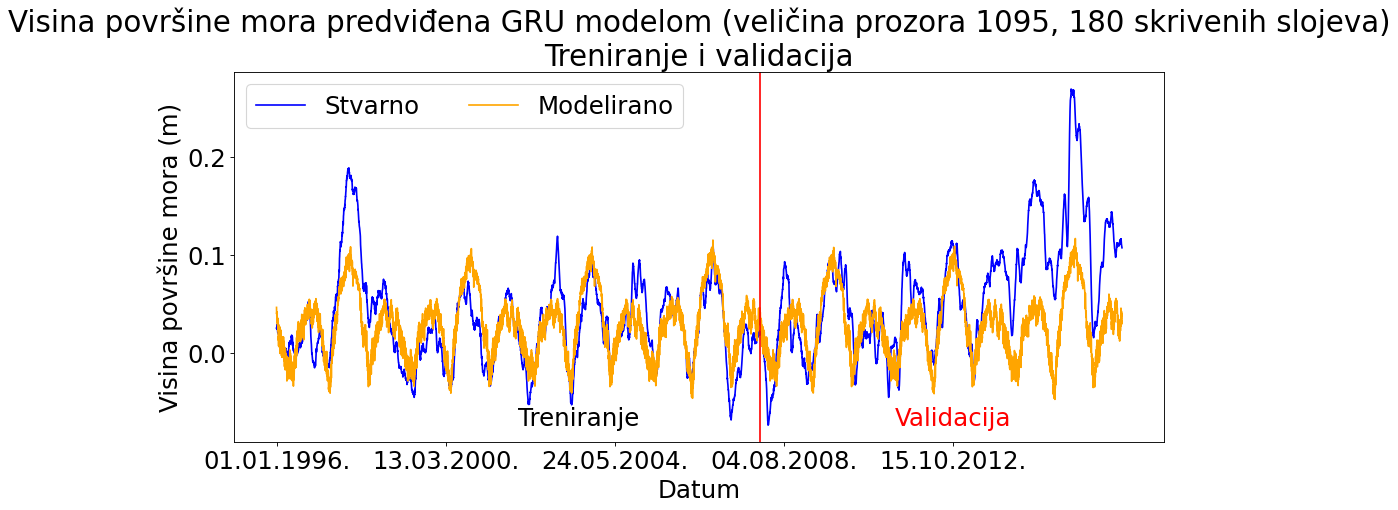 Visina površine mora predviđena GRU modelom (veličina prozora 1095, 180 skrivenih slojeva)
Treniranje i validacija
Stvarno
Modelirano
Visina površine mora (m)
0.2
0.1
0.0
Treniranje
Validacija
01.01.1996.
13.03.2000.
24.05.2004.
04.08.2008.
15.10.2012.
Datum